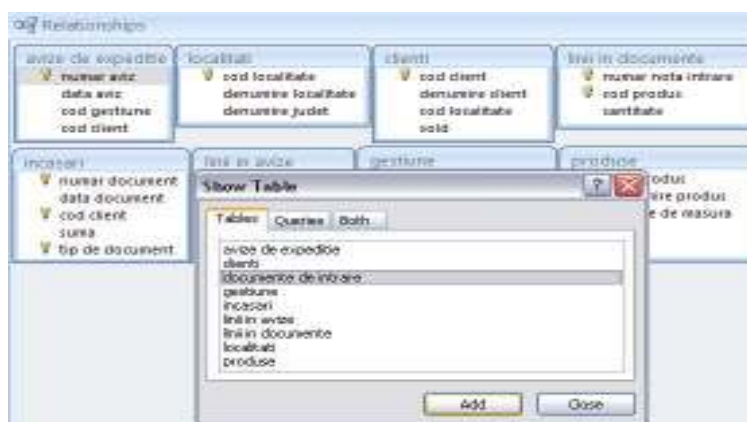 Relationships
avize de expeditie
numar aviz
data aviz
cod gestiune
cod client
localitati
cod localitate
denumire localitate
denumire judet
clienti
cod client
denumire client
cod localitate
sold
linii in documente
numar nota intrare
cod produs
cantitate
incasari
numar document
data document
cod client
suma
tip de document
linii in avize
gestiune
produse
odus
ire produs
e de masura
Show Table
Tables
Queries
Both
avize de expeditie
clienti
documente de intrare
gestiune
incasari
linii in avize
linii in documente
localitati
produse
Add
Close